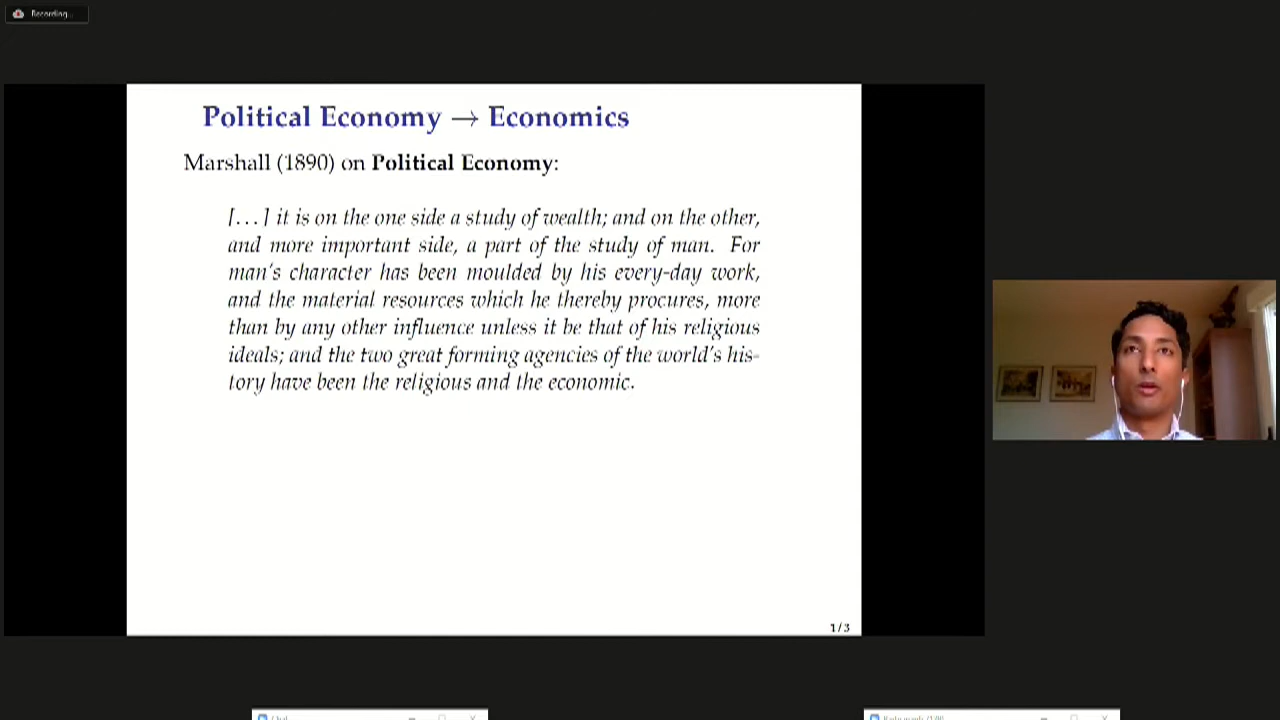 Recording...
Political Economy → Economics
Marshall (1890) on Political Economy:
[...] it is on the one side a study of wealth; and on the other,
and more important side, a part of the study of man. For
man's character has been moulded by his every-day work,
and the material resources which he thereby procures, more
than by any other influence unless it be that of his religious
ideals; and the two great forming agencies of the world's his-
tory have been the religious and the economic.
1/3